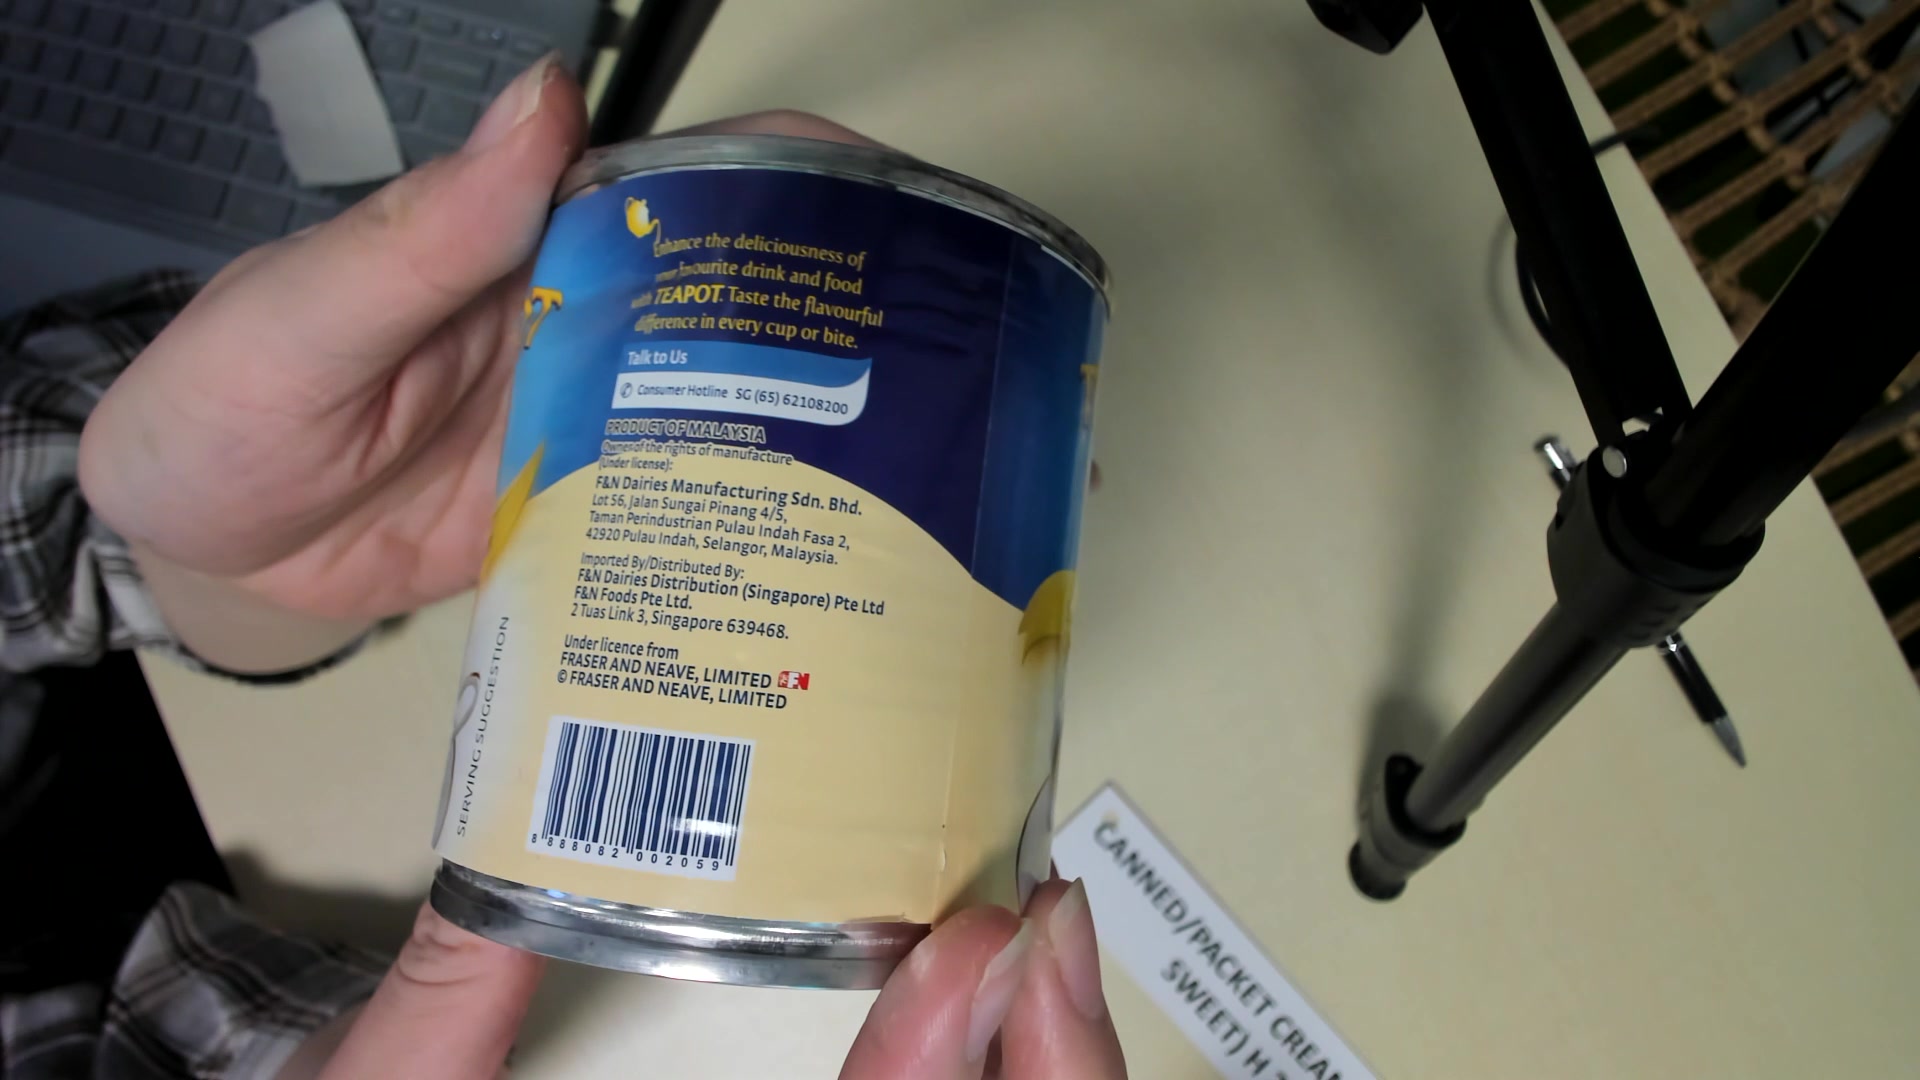 Enhance the deliciousness of
your favourite drink and food
with TEAPOT. Taste the flavourful
difference in every cup or bite.
Talk to Us
Consumer Hotline SG (65) 62108200
PRODUCT OF MALAYSIA
Owner of the rights of manufacture
(Under license):
F&N Dairies Manufacturing Sdn. Bhd.
Lot 56, Jalan Sungai Pinang 4/5,
Taman Perindustrian Pulau Indah Fasa 2,
42920 Pulau Indah, Selangor, Malaysia.
Imported By/Distributed By:
F&N Dairies Distribution (Singapore) Pte Ltd
F&N Foods Pte Ltd.
2 Tuas Link 3, Singapore 639468.
Under licence from
FRASER AND NEAVE, LIMITED F&N
© FRASER AND NEAVE, LIMITED
8 888082 002059
SERVING SUGGESTION
CANNED/PACKET CREAM
SWEET) H